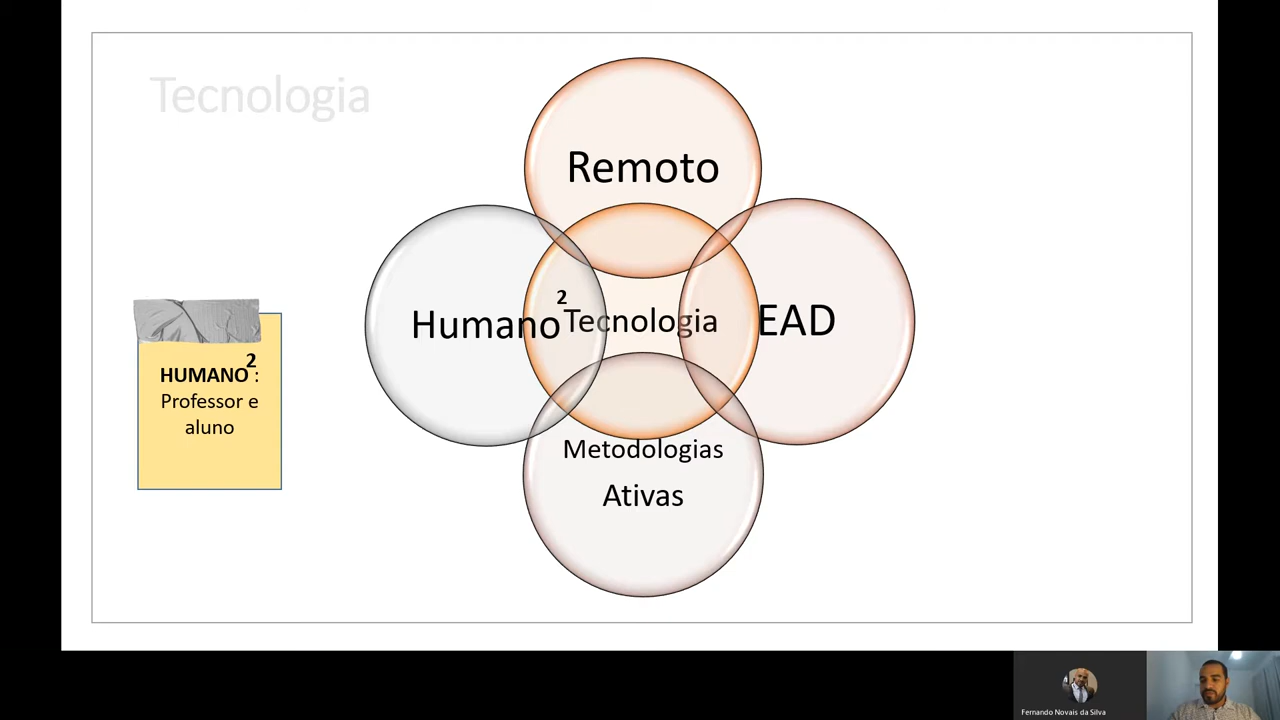 Tecnologia
Remoto
Humano²
Tecnologia
EAD
Metodologias
Ativas
HUMANO²:
Professor e
aluno
Fernando Novais da Silva